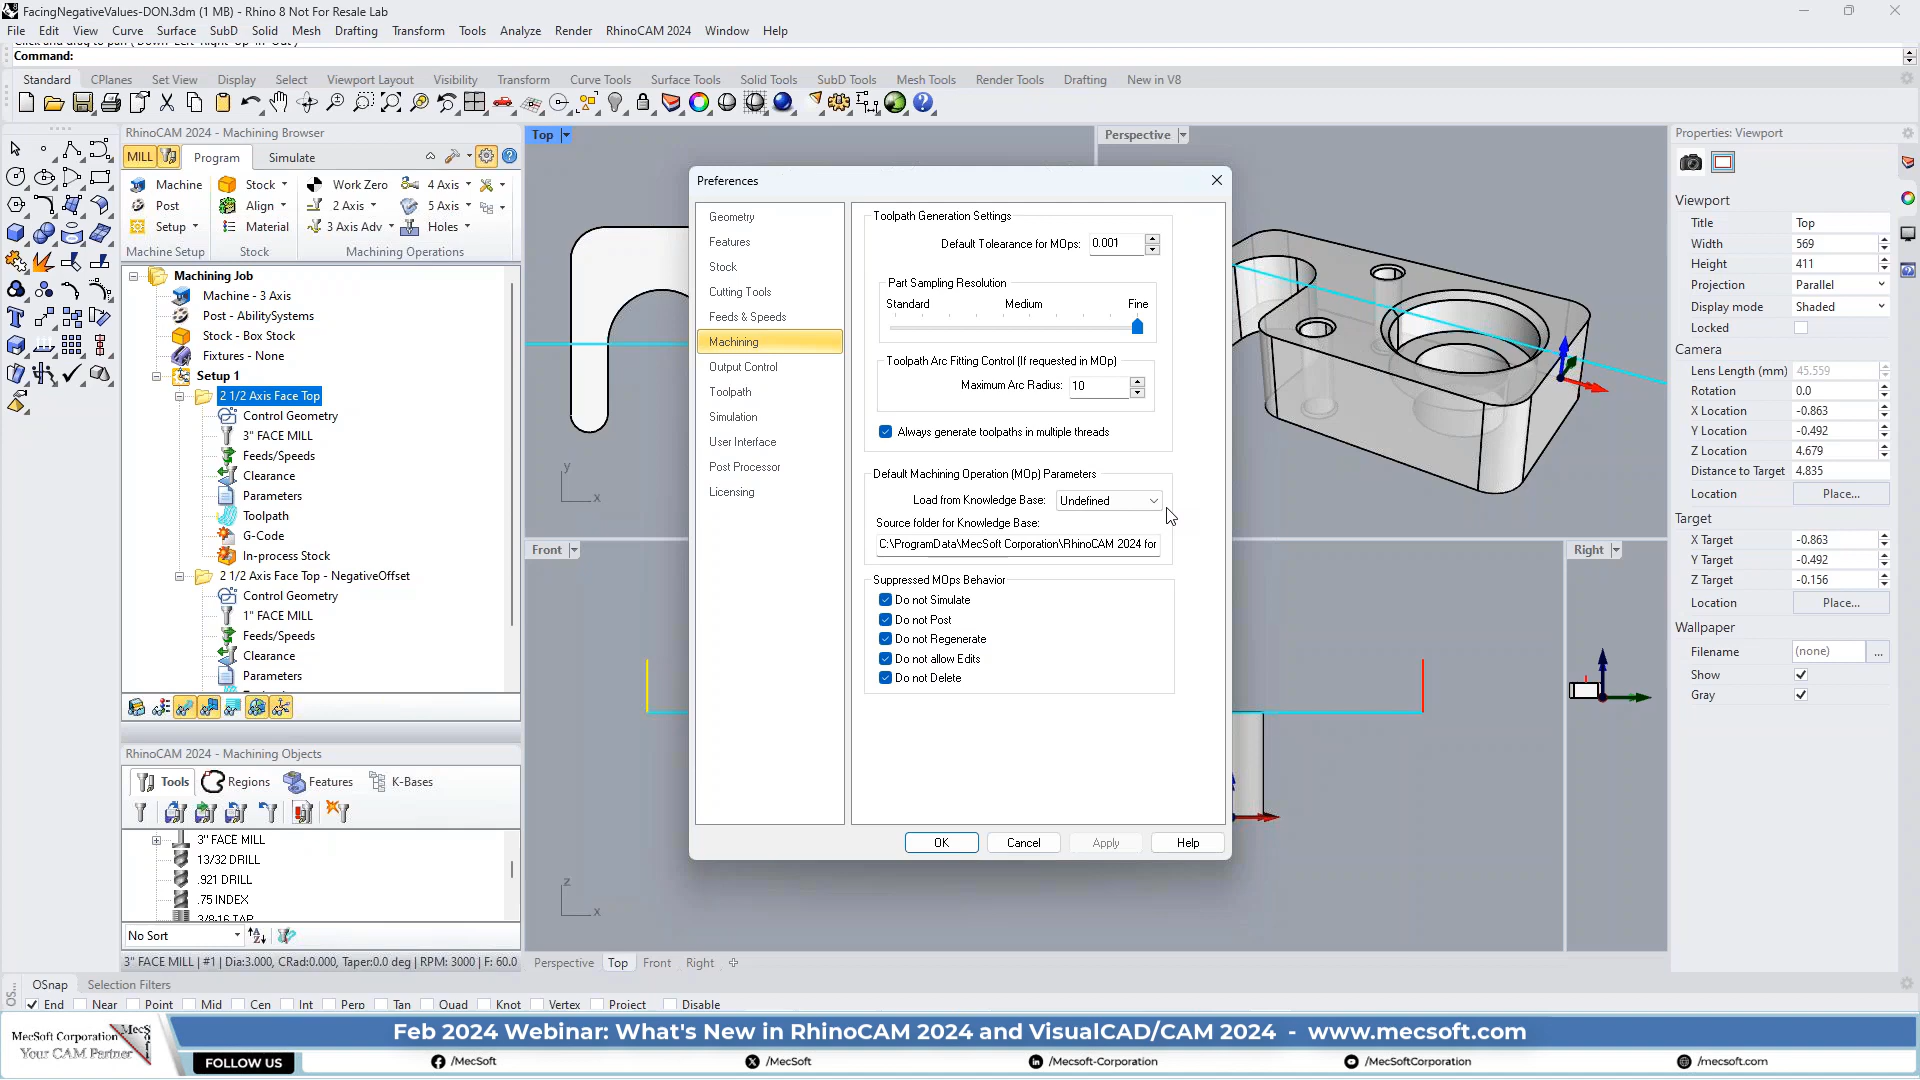 FacingNegativeValues-DON.3dm (1 MB) - Rhino 8 Not For Resale Lab
File Edit View Curve Surface SubD Solid Mesh Drafting Transform Tools Analyze Render RhinoCAM 2024 Window Help
Command:
Standard CPlanes Set View Display Select Viewport Layout Visibility Transform Curve Tools Surface Tools Solid Tools SubD Tools Mesh Tools Render Tools Drafting New in V8
RhinoCAM 2024 - Machining Browser
MILL Program Simulate
Machine Stock Work Zero 4 Axis
Post Align 2 Axis 5 Axis
Setup Material 3 Axis Adv Holes
Machine Setup Stock Machining Operations
Machining Job
Machine - 3 Axis
Post - AbilitySystems
Stock - Box Stock
Fixtures - None
Setup 1
2 1/2 Axis Face Top
Control Geometry
3" FACE MILL
Feeds/Speeds
Clearance
Parameters
Toolpath
G-Code
In-process Stock
2 1/2 Axis Face Top - NegativeOffset
Control Geometry
1" FACE MILL
Feeds/Speeds
Clearance
Parameters
RhinoCAM 2024 - Machining Objects
Tools Regions Features K-Bases
3" FACE MILL
13/32 DRILL
.921 DRILL
.75 INDEX
3/8-16 TAP
No Sort
3" FACE MILL | #1 | Dia:3.000, CRad:0.000, Taper:0.0 deg | RPM: 3000 | F: 60.0
Top
Perspective
Front
Right
y
x
z
x
Preferences
Geometry
Features
Stock
Cutting Tools
Feeds & Speeds
Machining
Output Control
Toolpath
Simulation
User Interface
Post Processor
Licensing
Toolpath Generation Settings
Default Tolearance for MOps: 0.001
Part Sampling Resolution
Standard Medium Fine
Toolpath Arc Fitting Control (If requested in MOp)
Maximum Arc Radius: 10
Always generate toolpaths in multiple threads
Default Machining Operation (MOp) Parameters
Load from Knowledge Base: Undefined
Source folder for Knowledge Base:
C:\ProgramData\MecSoft Corporation\RhinoCAM 2024 for
Suppressed MOps Behavior
Do not Simulate
Do not Post
Do not Regenerate
Do not allow Edits
Do not Delete
OK Cancel Apply Help
Properties: Viewport
Viewport
Title Top
Width 569
Height 411
Projection Parallel
Display mode Shaded
Locked
Camera
Lens Length (mm) 45.559
Rotation 0.0
X Location -0.863
Y Location -0.492
Z Location 4.679
Distance to Target 4.835
Location Place...
Target
X Target -0.863
Y Target -0.492
Z Target -0.156
Location Place...
Wallpaper
Filename (none) ...
Show
Gray
Perspective Top Front Right
OSnap Selection Filters
End Near Point Mid Cen Int Perp Tan Quad Knot Vertex Project Disable
MecSoft Corporation
Your CAM Partner
MecS
oft
Feb 2024 Webinar: What's New in RhinoCAM 2024 and VisualCAD/CAM 2024 - www.mecsoft.com
FOLLOW US /MecSoft /MecSoft /Mecsoft-Corporation /MecSoftCorporation /mecsoft.com